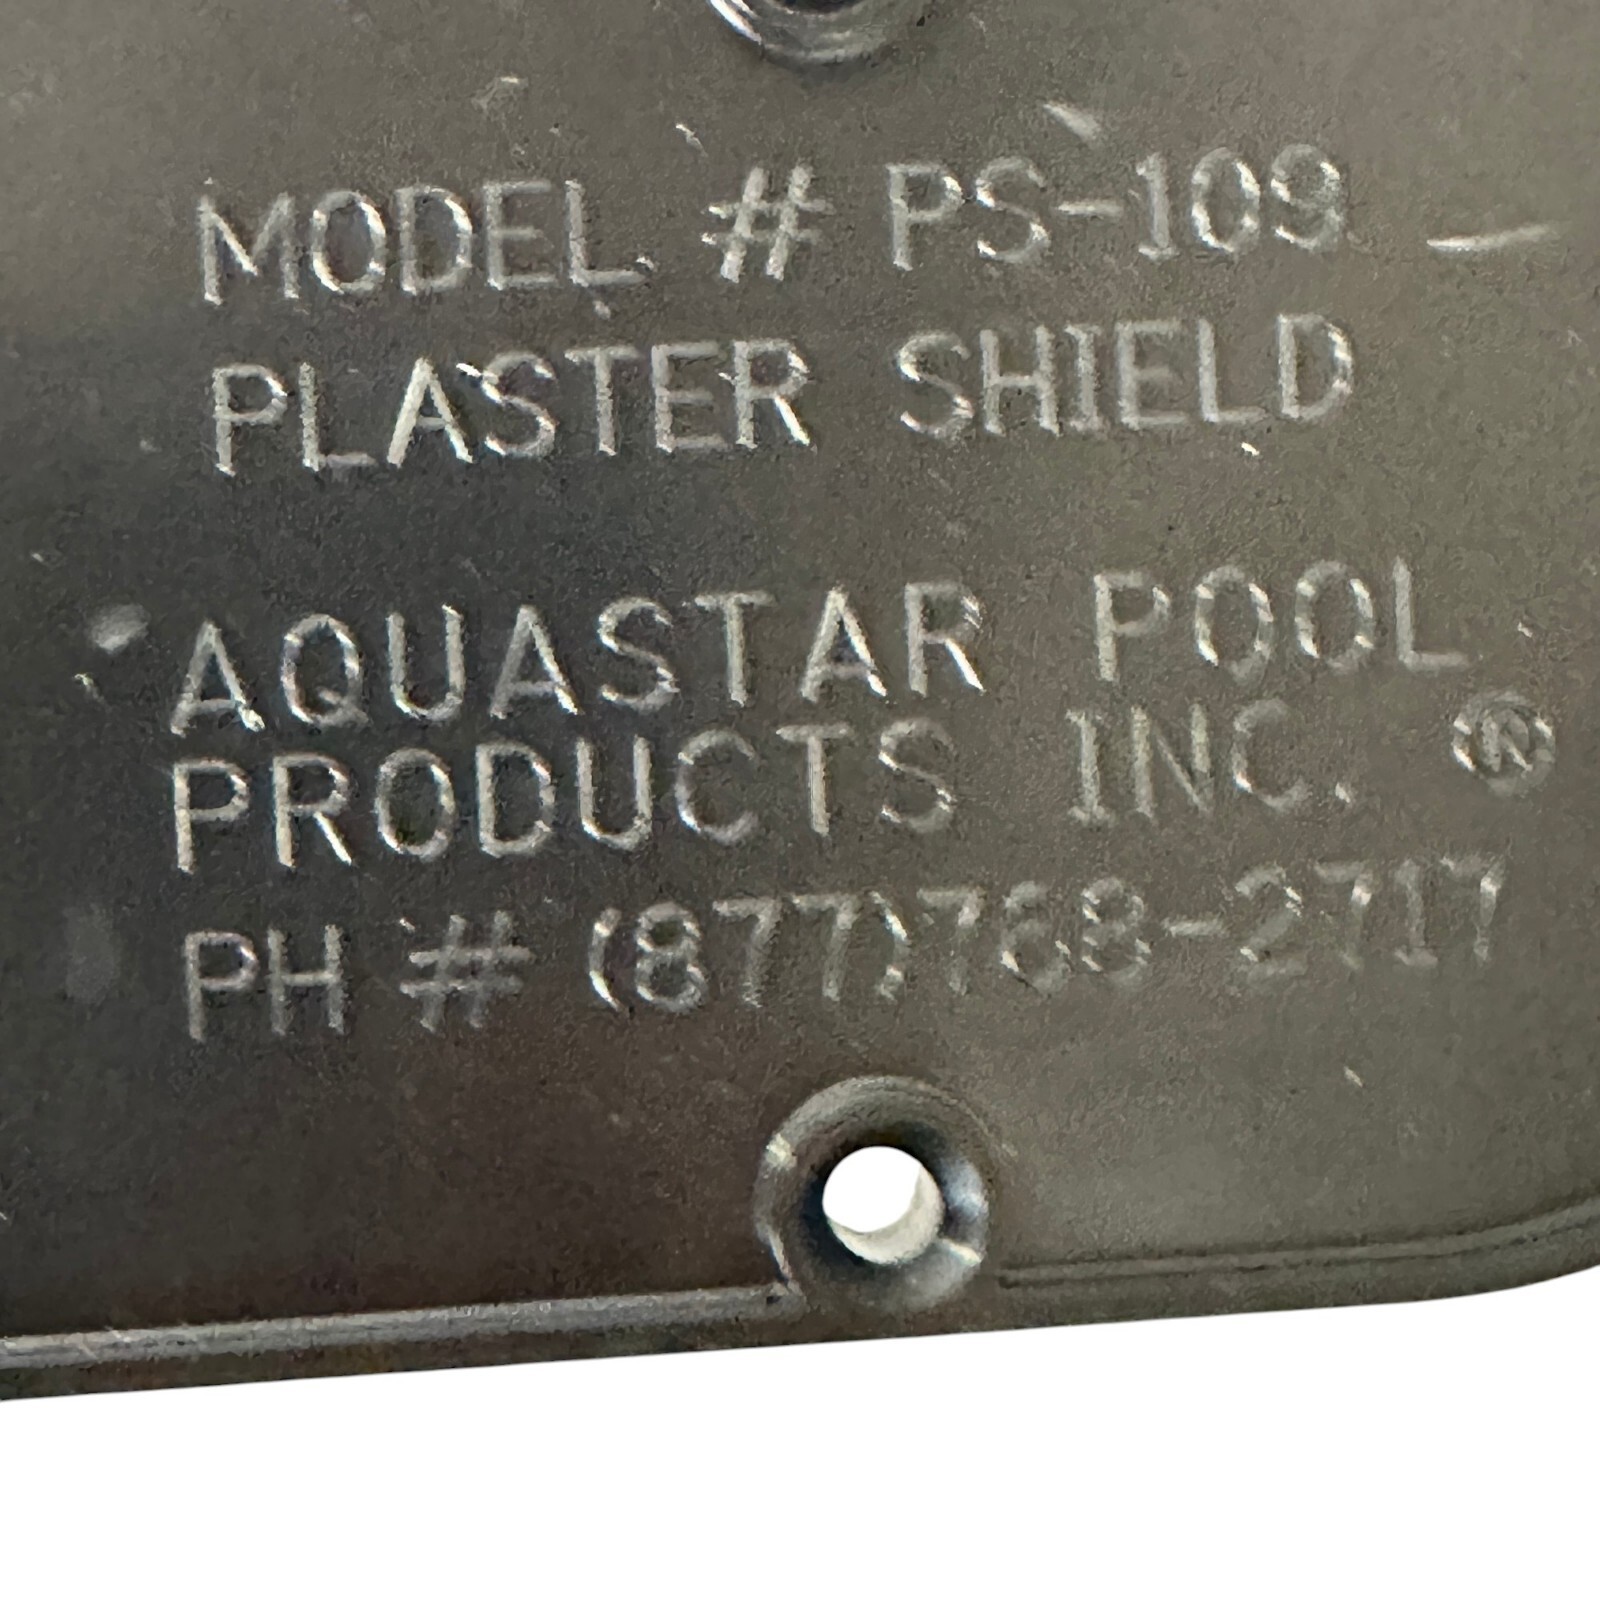 MODEL # PS-109
PLASTER SHIELD
AQUASTAR POOL
PRODUCTS INC. ®
PH # (877)768-2717